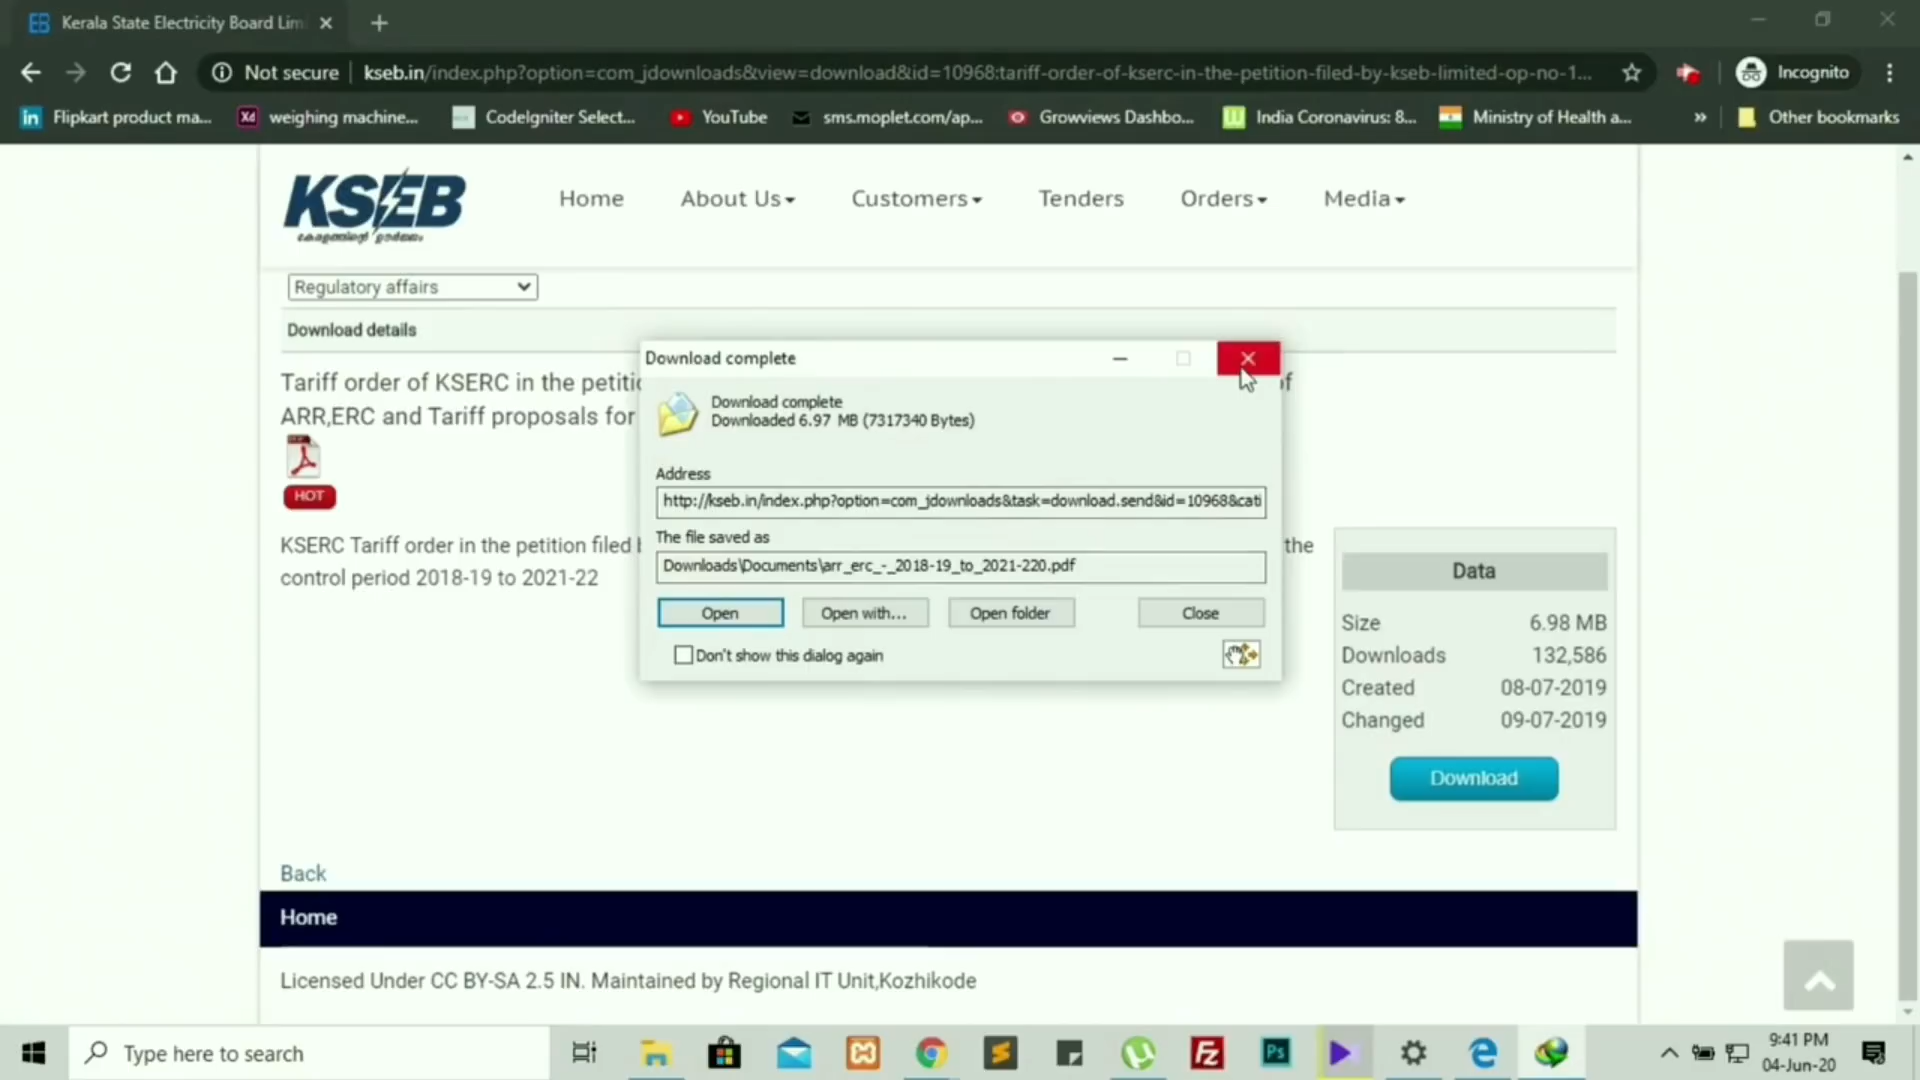 Kerala State Electricity Board Lim
Not secure
kseb.in/index.php?option=com_jdownloads&view=download&id=10968:tariff-order-of-kserc-in-the-petition-filed-by-kseb-limited-op-no-1...
Incognito
Flipkart product ma...
weighing machine...
CodeIgniter Select...
YouTube
sms.moplet.com/ap...
Growviews Dashbo...
India Coronavirus: 8...
Ministry of Health a...
»
Other bookmarks
KSEB
Home
About Us
Customers
Tenders
Orders
Media
Regulatory affairs
Download details
Tariff order of KSERC in the petitio
of
ARR,ERC and Tariff proposals for
HOT
KSERC Tariff order in the petition filed b
the
control period 2018-19 to 2021-22
Download complete
Download complete
Downloaded 6.97 MB (7317340 Bytes)
Address
http://kseb.in/index.php?option=com_jdownloads&task=download.send&id=10968&cati
The file saved as
Downloads\Documents\arr_erc_-_2018-19_to_2021-220.pdf
Open
Open with...
Open folder
Close
Don't show this dialog again
Data
Size 6.98 MB
Downloads 132,586
Created 08-07-2019
Changed 09-07-2019
Download
Back
Home
Licensed Under CC BY-SA 2.5 IN. Maintained by Regional IT Unit,Kozhikode
Type here to search
Fz
Ps
9:41 PM
04-Jun-20